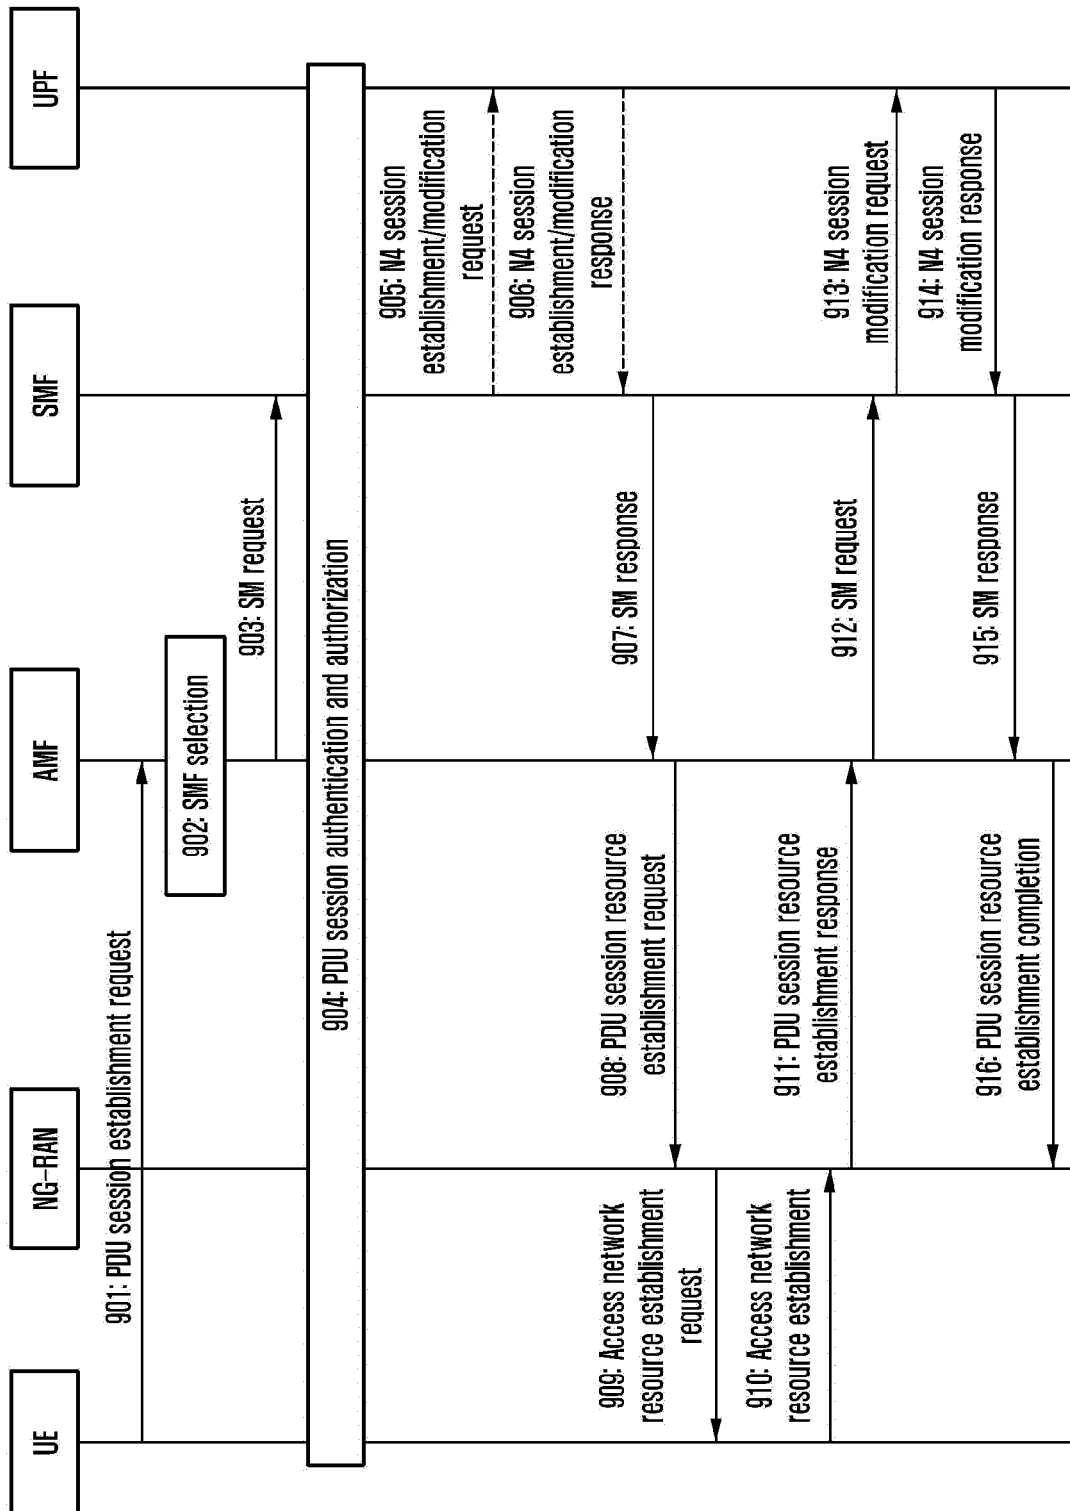 UE
NG-RAN
AMF
SMF
UPF
901: PDU session establishment request
902: SMF selection
903: SM request
904: PDU session authentication and authorization
905: N4 session
establishment/modification
request
906: N4 session
establishment/modification
response
907: SM response
908: PDU session resource
establishment request
909: Access network
resource establishment
request
910: Access network
resource establishment
911: PDU session resource
establishment response
912: SM request
913: N4 session
modification request
914: N4 session
modification response
915: SM response
916: PDU session resource
establishment completion